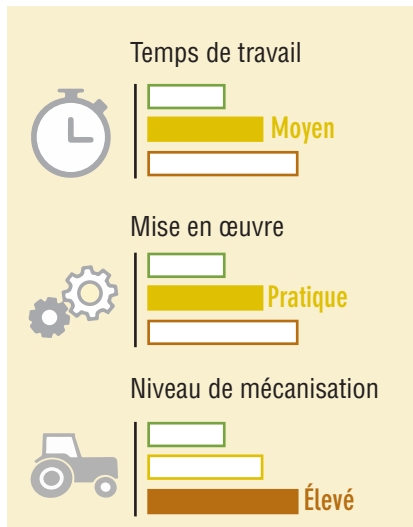 Temps de travail
Moyen
Mise en œuvre
Pratique
Niveau de mécanisation
Élevé